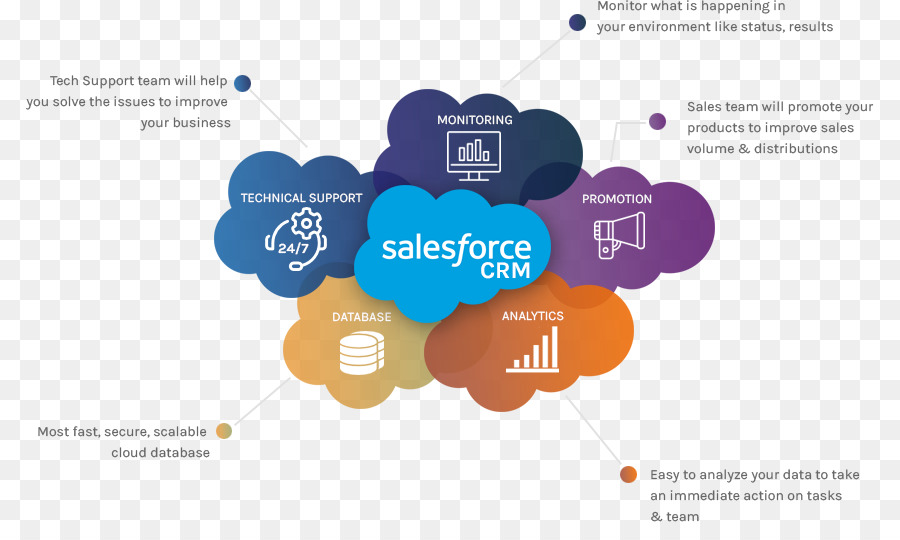 Monitor what is happening in
your environment like status, results
Tech Support team will help
you solve the issues to improve
your business
Sales team will promote your
products to improve sales
volume & distributions
MONITORING
TECHNICAL SUPPORT
24/7
PROMOTION
salesforce
CRM
DATABASE
ANALYTICS
Most fast, secure, scalable
cloud database
Easy to analyze your data to take
an immediate action on tasks
& team